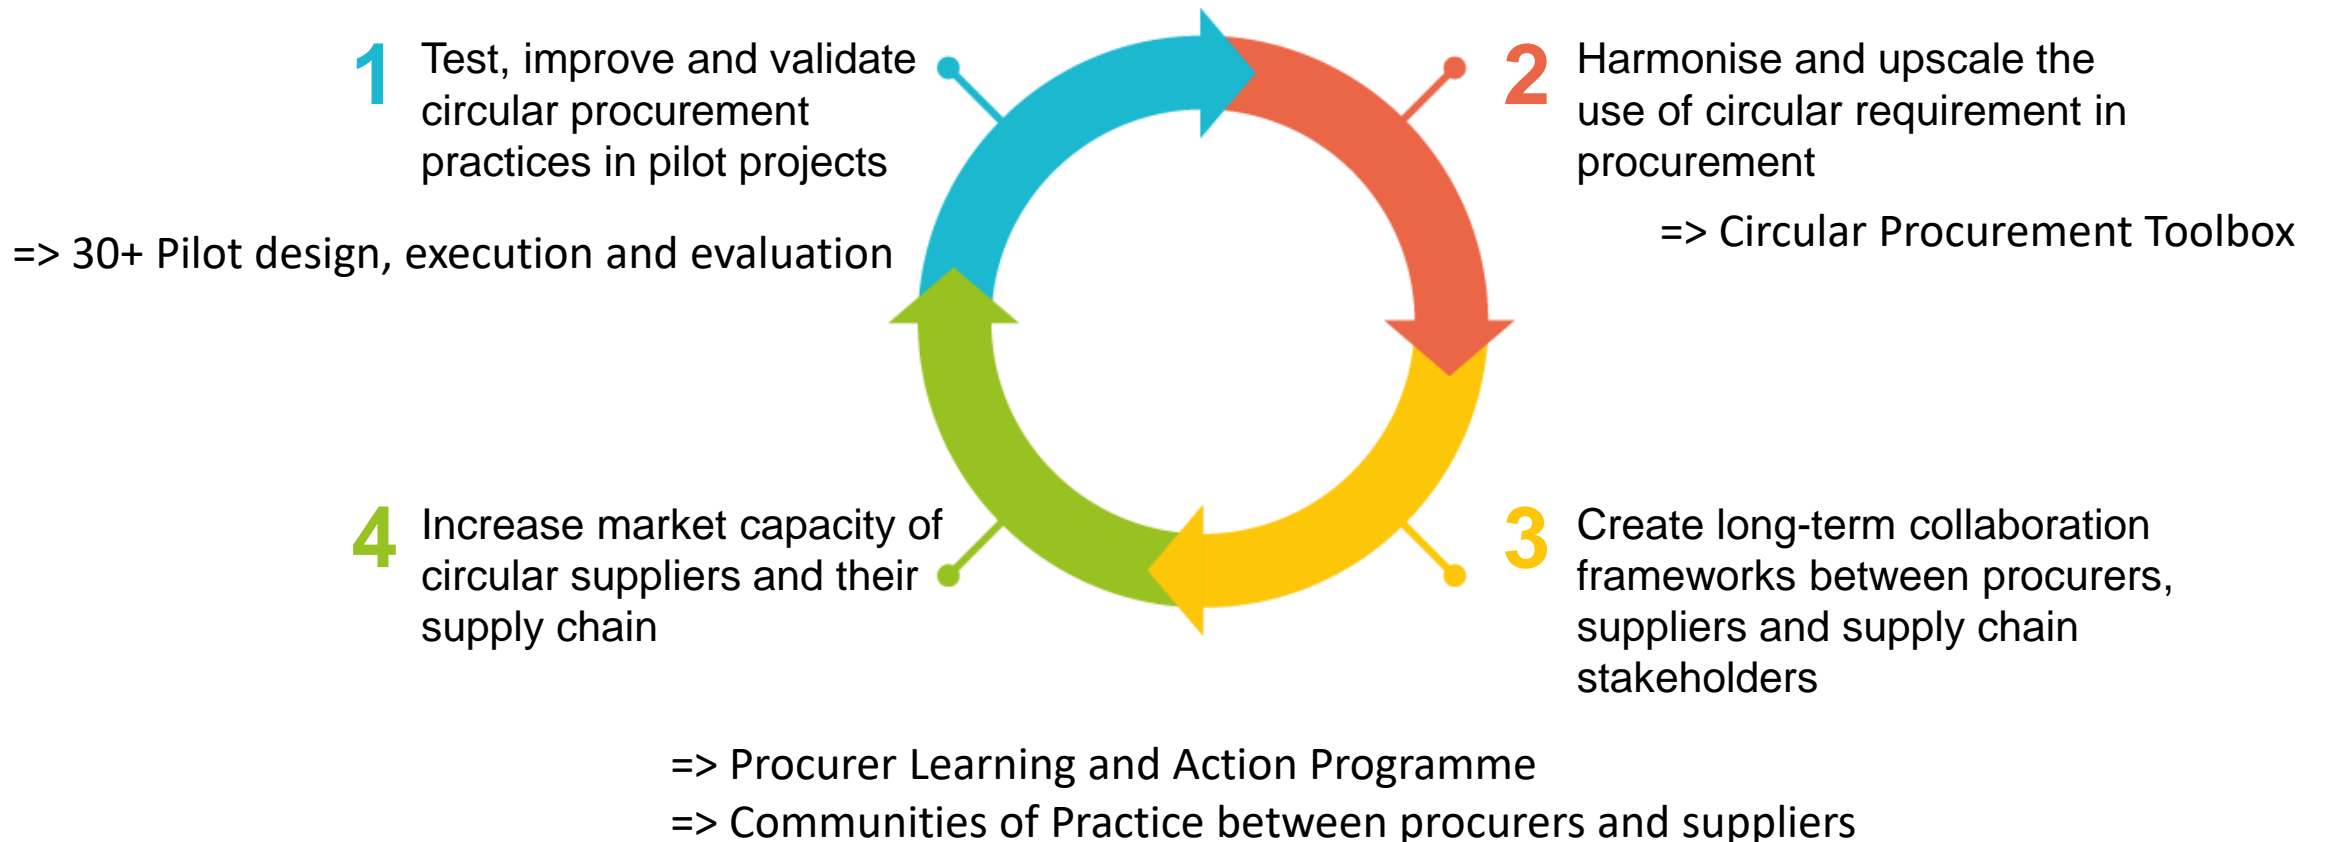 1
Test, improve and validate
circular procurement
practices in pilot projects
=> 30+ Pilot design, execution and evaluation
2
Harmonise and upscale the
use of circular requirement in
procurement
=> Circular Procurement Toolbox
3
Create long-term collaboration
frameworks between procurers,
suppliers and supply chain
stakeholders
4
Increase market capacity of
circular suppliers and their
supply chain
=> Procurer Learning and Action Programme
=> Communities of Practice between procurers and suppliers